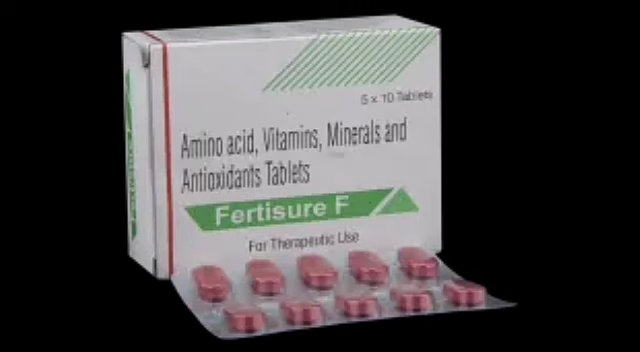 5 x 10 Tablets
Amino acid, Vitamins, Minerals and
Antioxidants Tablets
Fertisure F
For Therapeutic Use